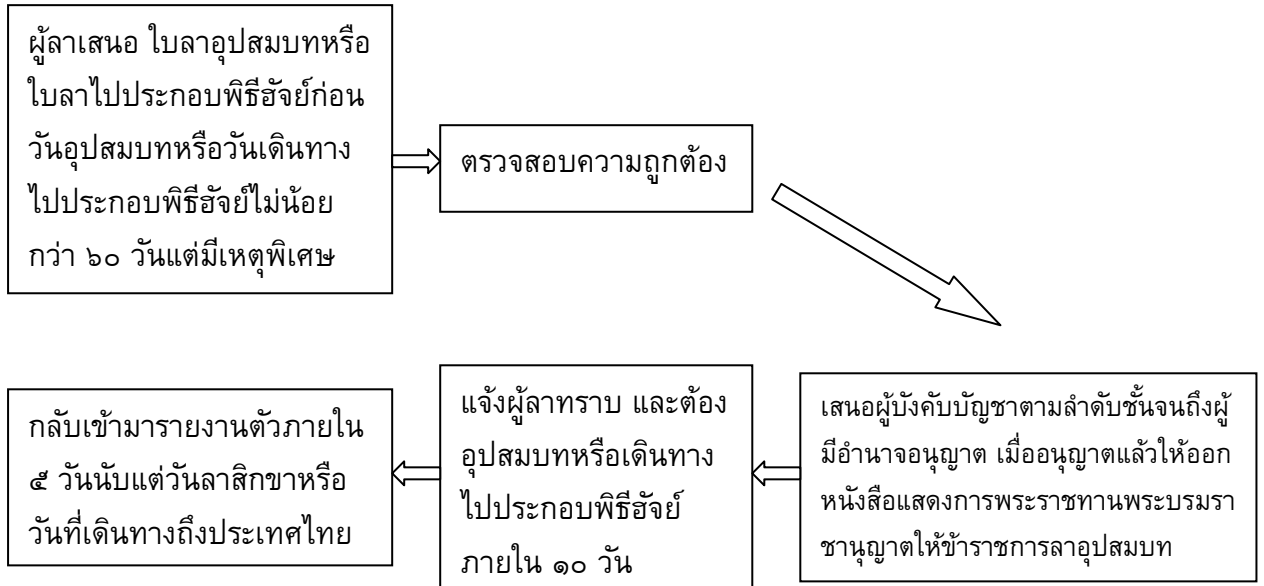 ผู้ลาเสนอ ใบลาอุปสมบทหรือ
ใบลาไปประกอบพิธีฮัจย์ก่อน
วันอุปสมบทหรือวันเดินทาง
ไปประกอบพิธีฮัจย์ไม่น้อย
กว่า ๖๐ วันแต่มีเหตุพิเศษ
ตรวจสอบความถูกต้อง
เสนอผู้บังคับบัญชาตามลำดับชั้นจนถึงผู้
มีอำนาจอนุญาต เมื่ออนุญาตแล้วให้ออก
หนังสือแสดงการพระราชทานพระบรมรา
ชานุญาตให้ข้าราชการลาอุปสมบท
แจ้งผู้ลาทราบ และต้อง
อุปสมบทหรือเดินทาง
ไปประกอบพิธีฮัจย์
ภายใน ๑๐ วัน
กลับเข้ามารายงานตัวภายใน
๕ วันนับแต่วันลาสิกขาหรือ
วันที่เดินทางถึงประเทศไทย